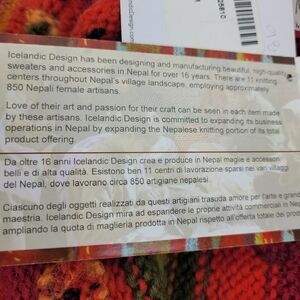 25810
Icelandic Design has been designing and manufacturing beautiful, high-quality
sweaters and accessories in Nepal for over 16 years. There are 11 knitting
centers throughout Nepal's village landscape, employing approximately
850 Nepali female artisans.
Love of their art and passion for their craft can be seen in each item made
by these artisans. Icelandic Design is committed to expanding its business
operations in Nepal by expanding the Nepalese knitting portion of its total
product offering.
Da oltre 16 anni Icelandic Design crea e produce in Nepal maglie e accessori
belli e di alta qualità. Esistono ben 11 centri di lavorazione sparsi nei vari villaggi
del Nepal, dove lavorano circa 850 artigiane nepalesi.
Ciascuno degli oggetti realizzati da questi artigiani trasuda amore per l'arte e grande
maestria. Icelandic Design mira ad espandere le proprie attività commerciali in Nepal
ampliando la quota di maglieria prodotta in Nepal rispetto all'offerta totale dei prodotti